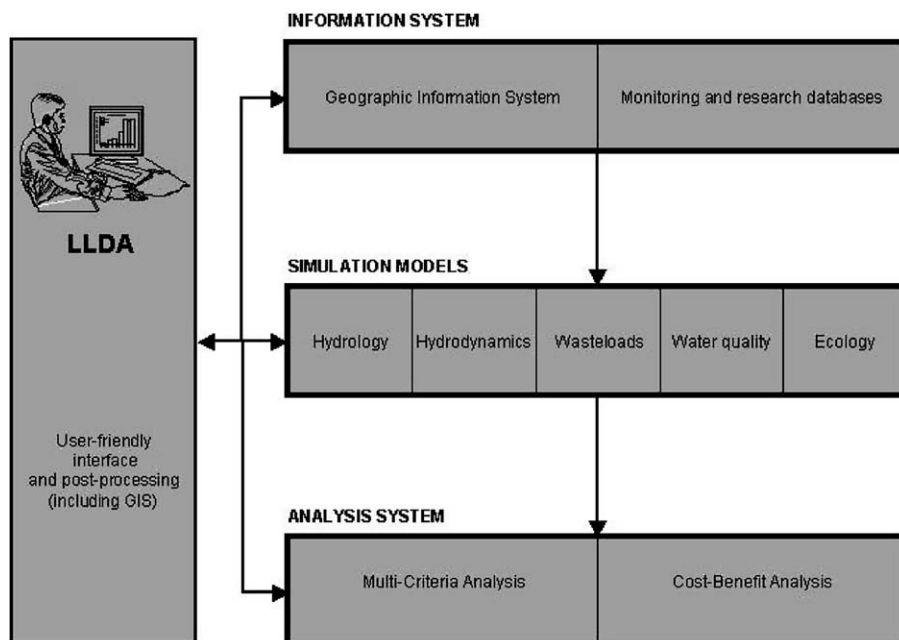 INFORMATION SYSTEM
Geographic Information System
Monitoring and research databases
LLDA
User-friendly
interface
and post-processing
(including GIS)
SIMULATION MODELS
Hydrology
Hydrodynamics
Wasteloads
Water quality
Ecology
ANALYSIS SYSTEM
Multi-Criteria Analysis
Cost-Benefit Analysis